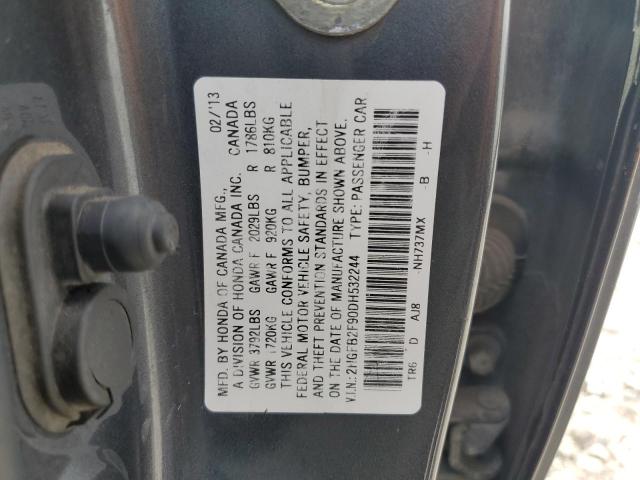 MFD. BY HONDA OF CANADA MFG., 02/'13
A DIVISION OF HONDA CANADA INC. CANADA
GVWR 3792LBS GAWR F 2029LBS R 1786LBS
GVWR 1720KG GAWR F 920KG R 810KG
THIS VEHICLE CONFORMS TO ALL APPLICABLE
FEDERAL MOTOR VEHICLE SAFETY, BUMPER,
AND THEFT PREVENTION STANDARDS IN EFFECT
ON THE DATE OF MANUFACTURE SHOWN ABOVE.
V.I.N.:2HGFB2F90DH532244 TYPE: PASSENGER CAR
TR6 D AJ8 -NH737MX -B -H